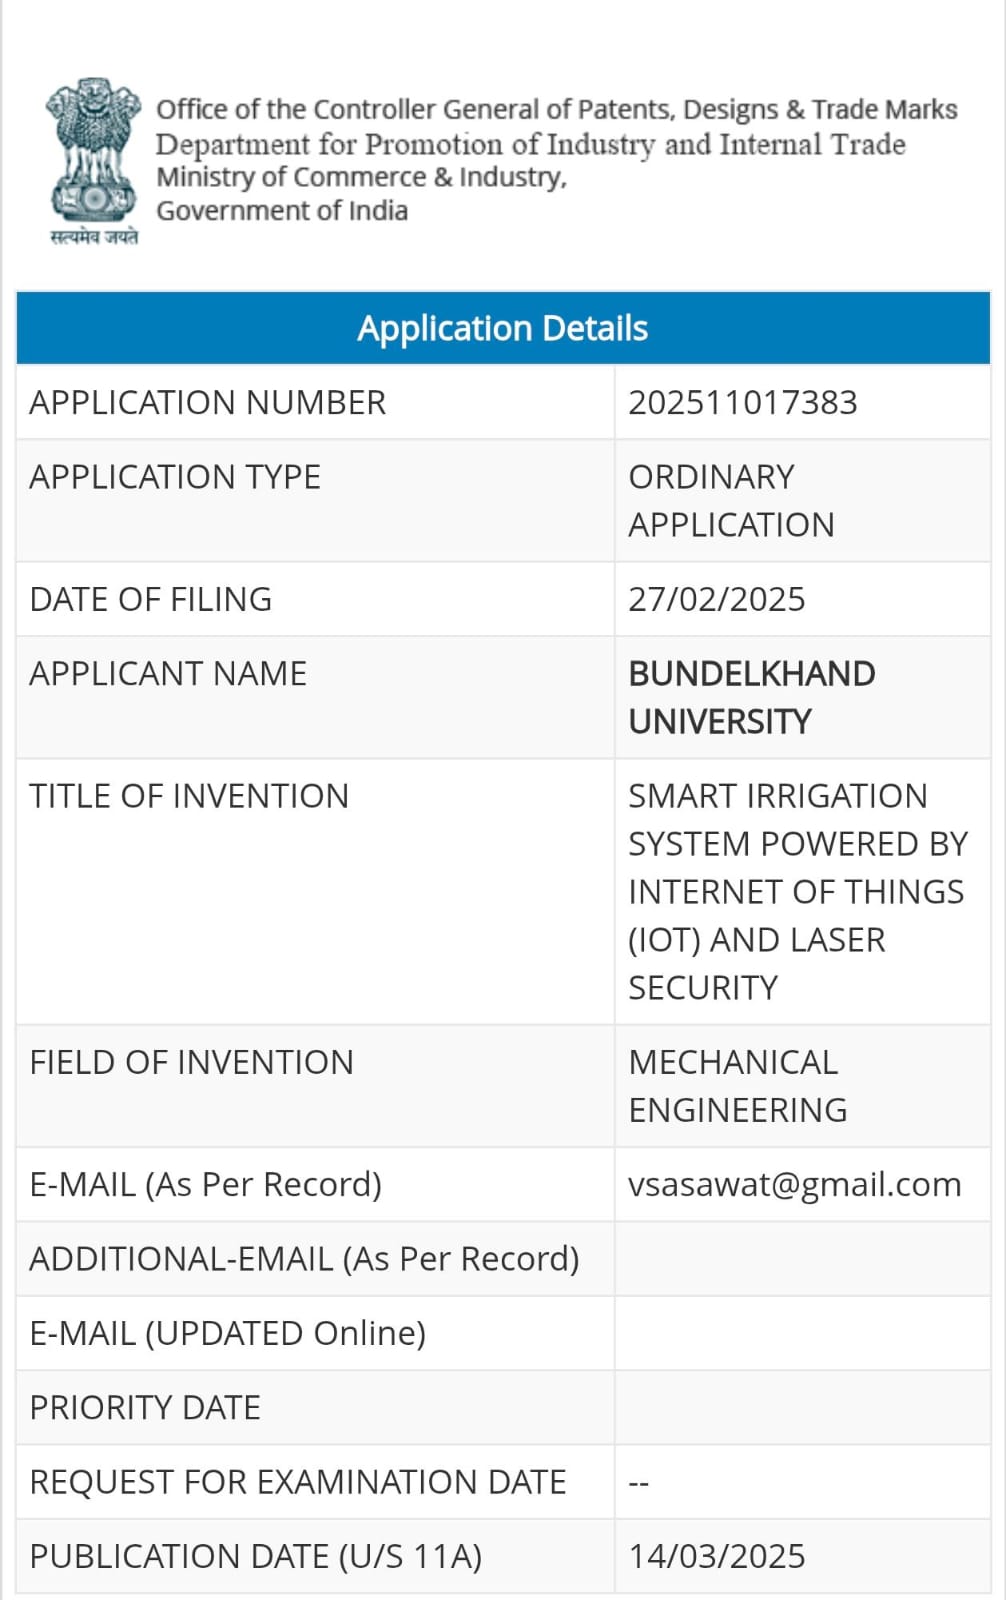 Office of the Controller General of Patents, Designs & Trade Marks
Department for Promotion of Industry and Internal Trade
Ministry of Commerce & Industry,
Government of India
सत्यमेव जयते
Application Details
APPLICATION NUMBER 202511017383
APPLICATION TYPE ORDINARY
APPLICATION
DATE OF FILING 27/02/2025
APPLICANT NAME BUNDELKHAND
UNIVERSITY
TITLE OF INVENTION SMART IRRIGATION
SYSTEM POWERED BY
INTERNET OF THINGS
(IOT) AND LASER
SECURITY
FIELD OF INVENTION MECHANICAL
ENGINEERING
E-MAIL (As Per Record) vsasawat@gmail.com
ADDITIONAL-EMAIL (As Per Record)
E-MAIL (UPDATED Online)
PRIORITY DATE
REQUEST FOR EXAMINATION DATE --
PUBLICATION DATE (U/S 11A) 14/03/2025